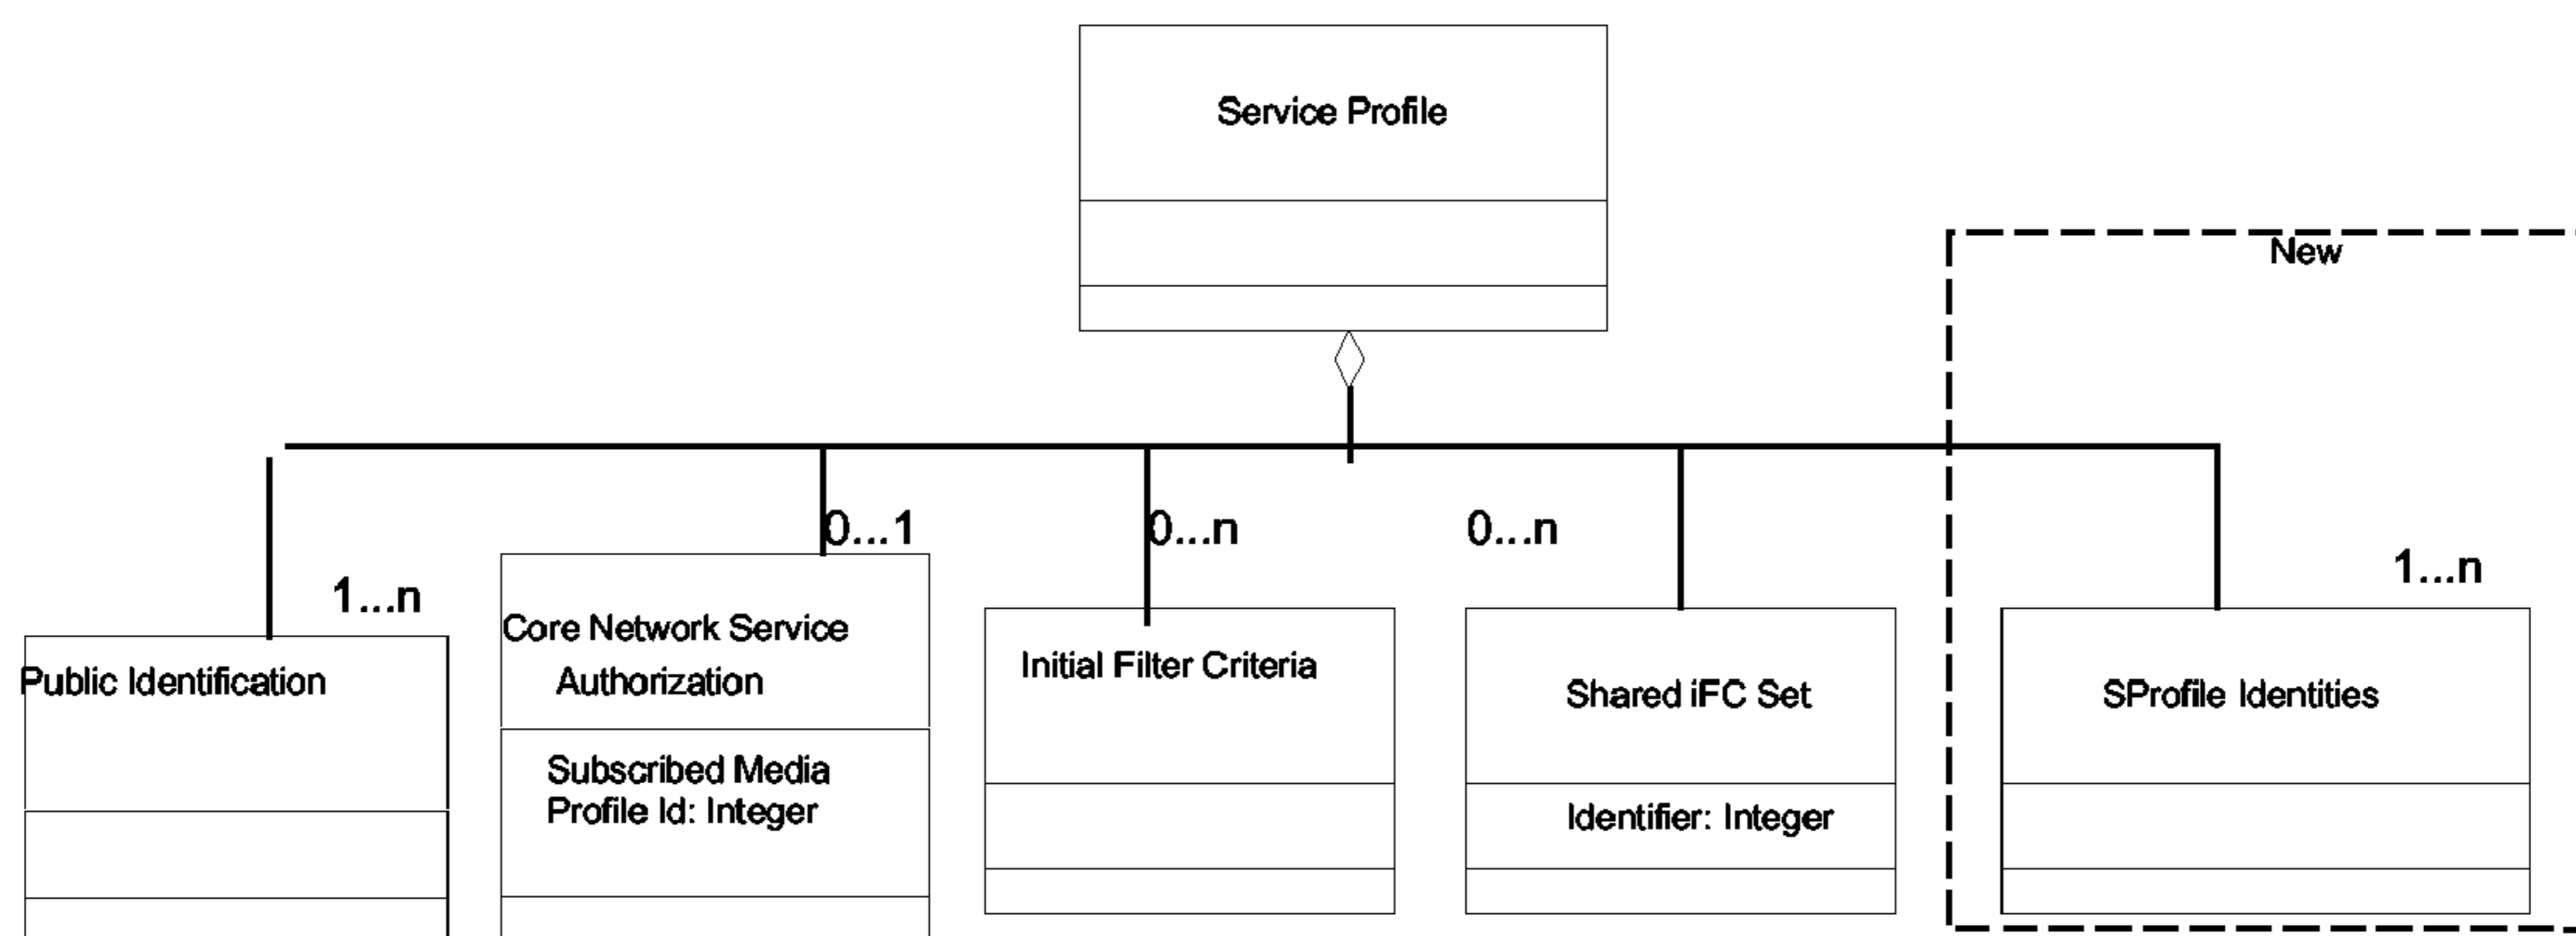 Service Profile
New
0...1
0...n
0...n
1...n
1...n
Public Identification
Core Network Service
Authorization
Subscribed Media
Profile Id: Integer
Initial Filter Criteria
Shared iFC Set
Identifier: Integer
SProfile Identities